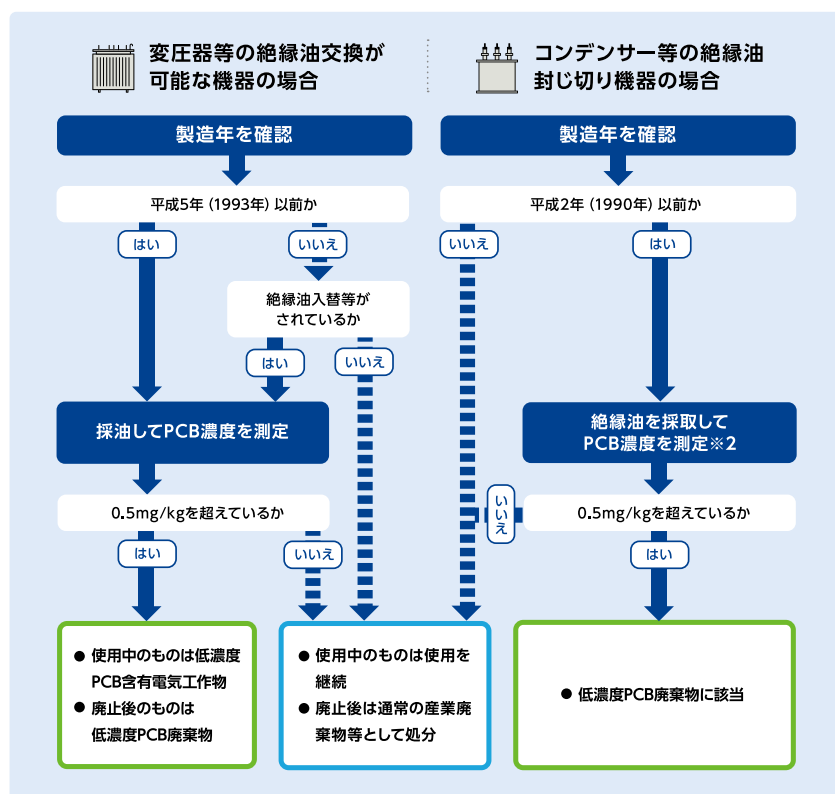 変圧器等の絶縁油交換が
可能な機器の場合
製造年を確認
平成5年（1993年）以前か
はい
いいえ
絶縁油入替等が
されているか
はい
いいえ
採油してPCB濃度を測定
0.5mg/kgを超えているか
はい
いいえ
● 使用中のものは低濃度
PCB含有電気工作物
● 廃止後のものは
低濃度PCB廃棄物
● 使用中のものは使用を
継続
● 廃止後は通常の産業廃
棄物等として処分
コンデンサー等の絶縁油
封じ切り機器の場合
製造年を確認
平成2年（1990年）以前か
いいえ
はい
絶縁油を採取して
PCB濃度を測定※2
いいえ
0.5mg/kgを超えているか
はい
● 低濃度PCB廃棄物に該当